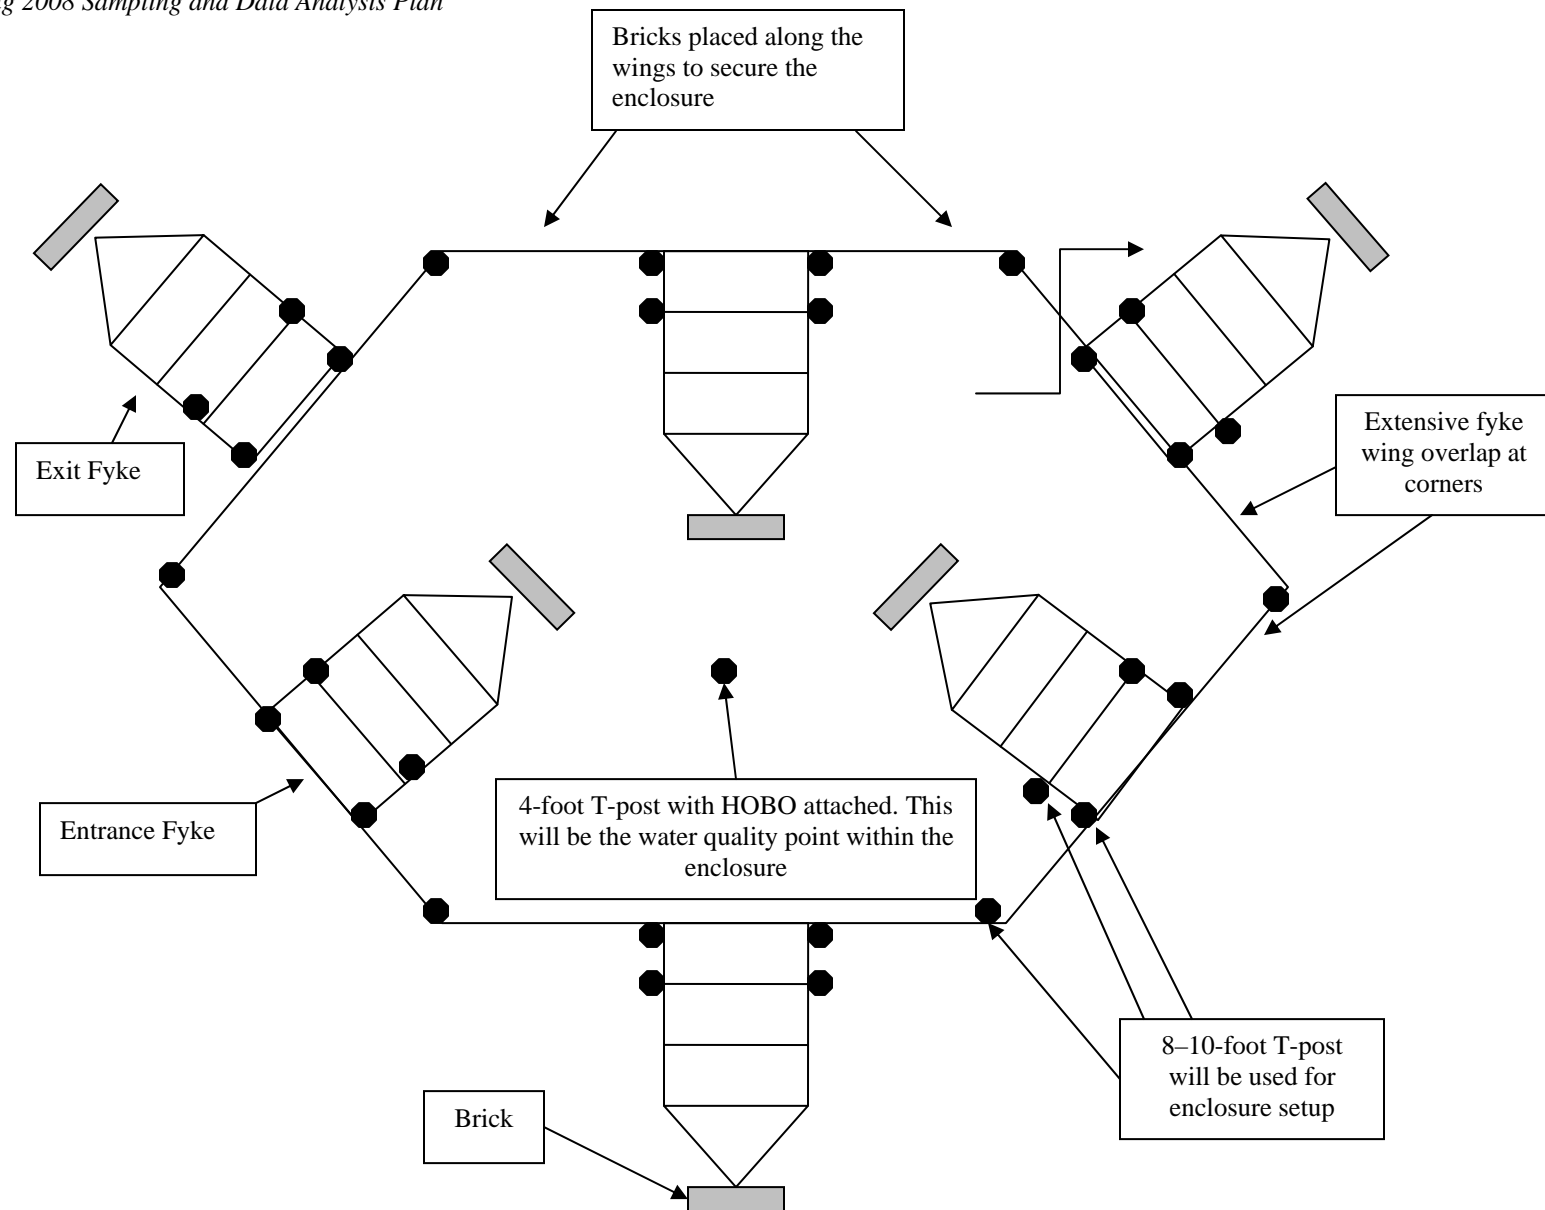 2008 Sampling and Data Analysis Plan
Bricks placed along the
wings to secure the
enclosure
Exit Fyke
Extensive fyke
wing overlap at
corners
Entrance Fyke
4-foot T-post with HOBO attached. This
will be the water quality point within the
enclosure
8–10-foot T-post
will be used for
enclosure setup
Brick